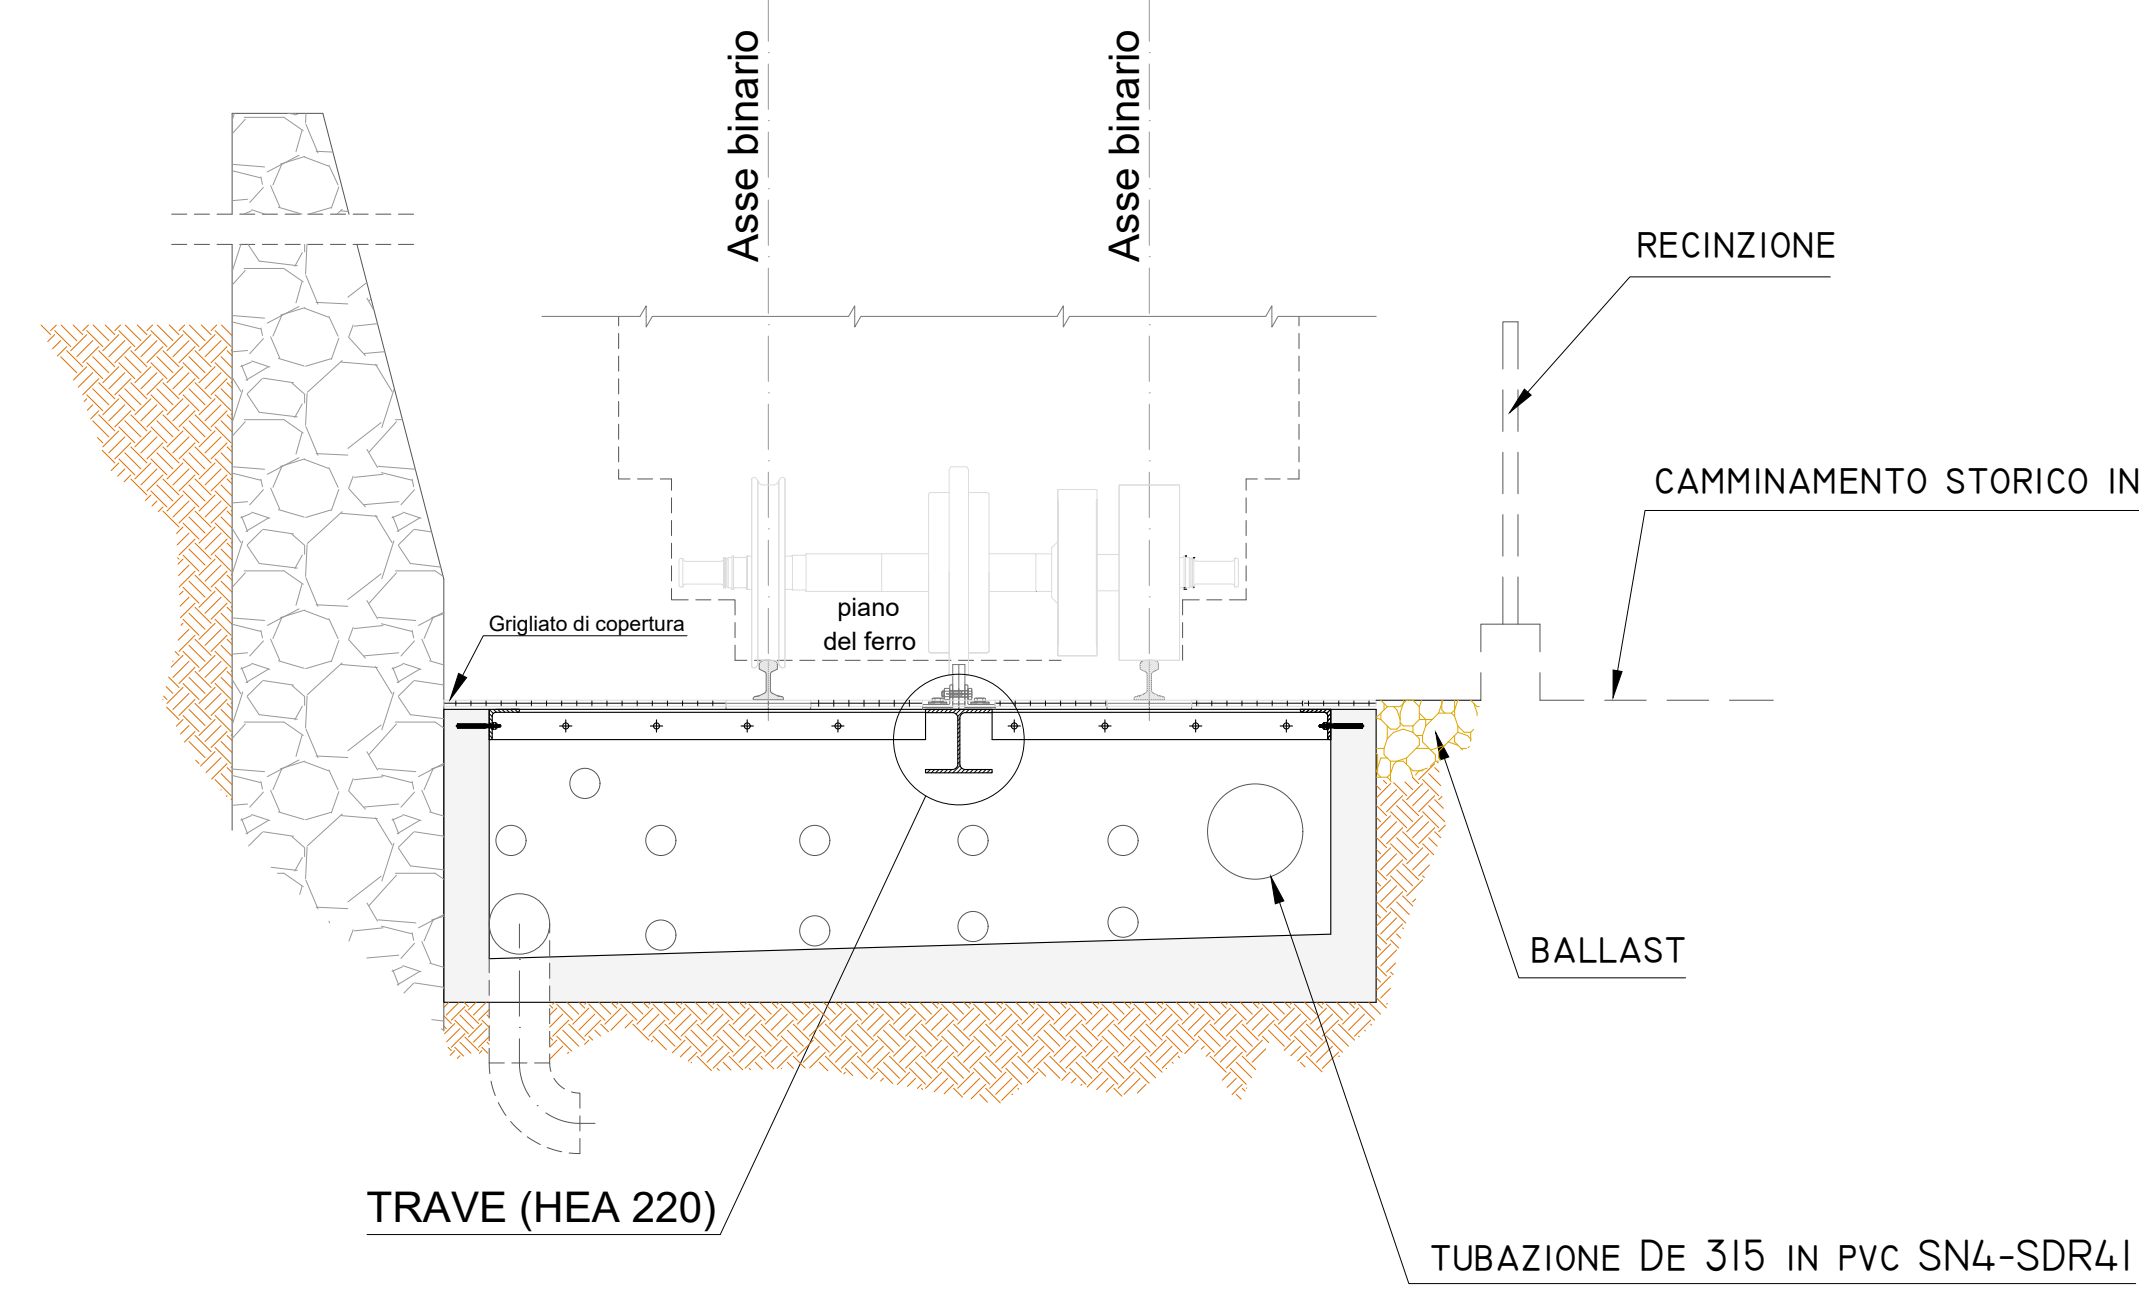 Asse binario
Asse binario
RECINZIONE
CAMMINAMENTO STORICO IN
piano
del ferro
Grigliato di copertura
BALLAST
TRAVE (HEA 220)
TUBAZIONE De 315 IN PVC SN4-SDR41